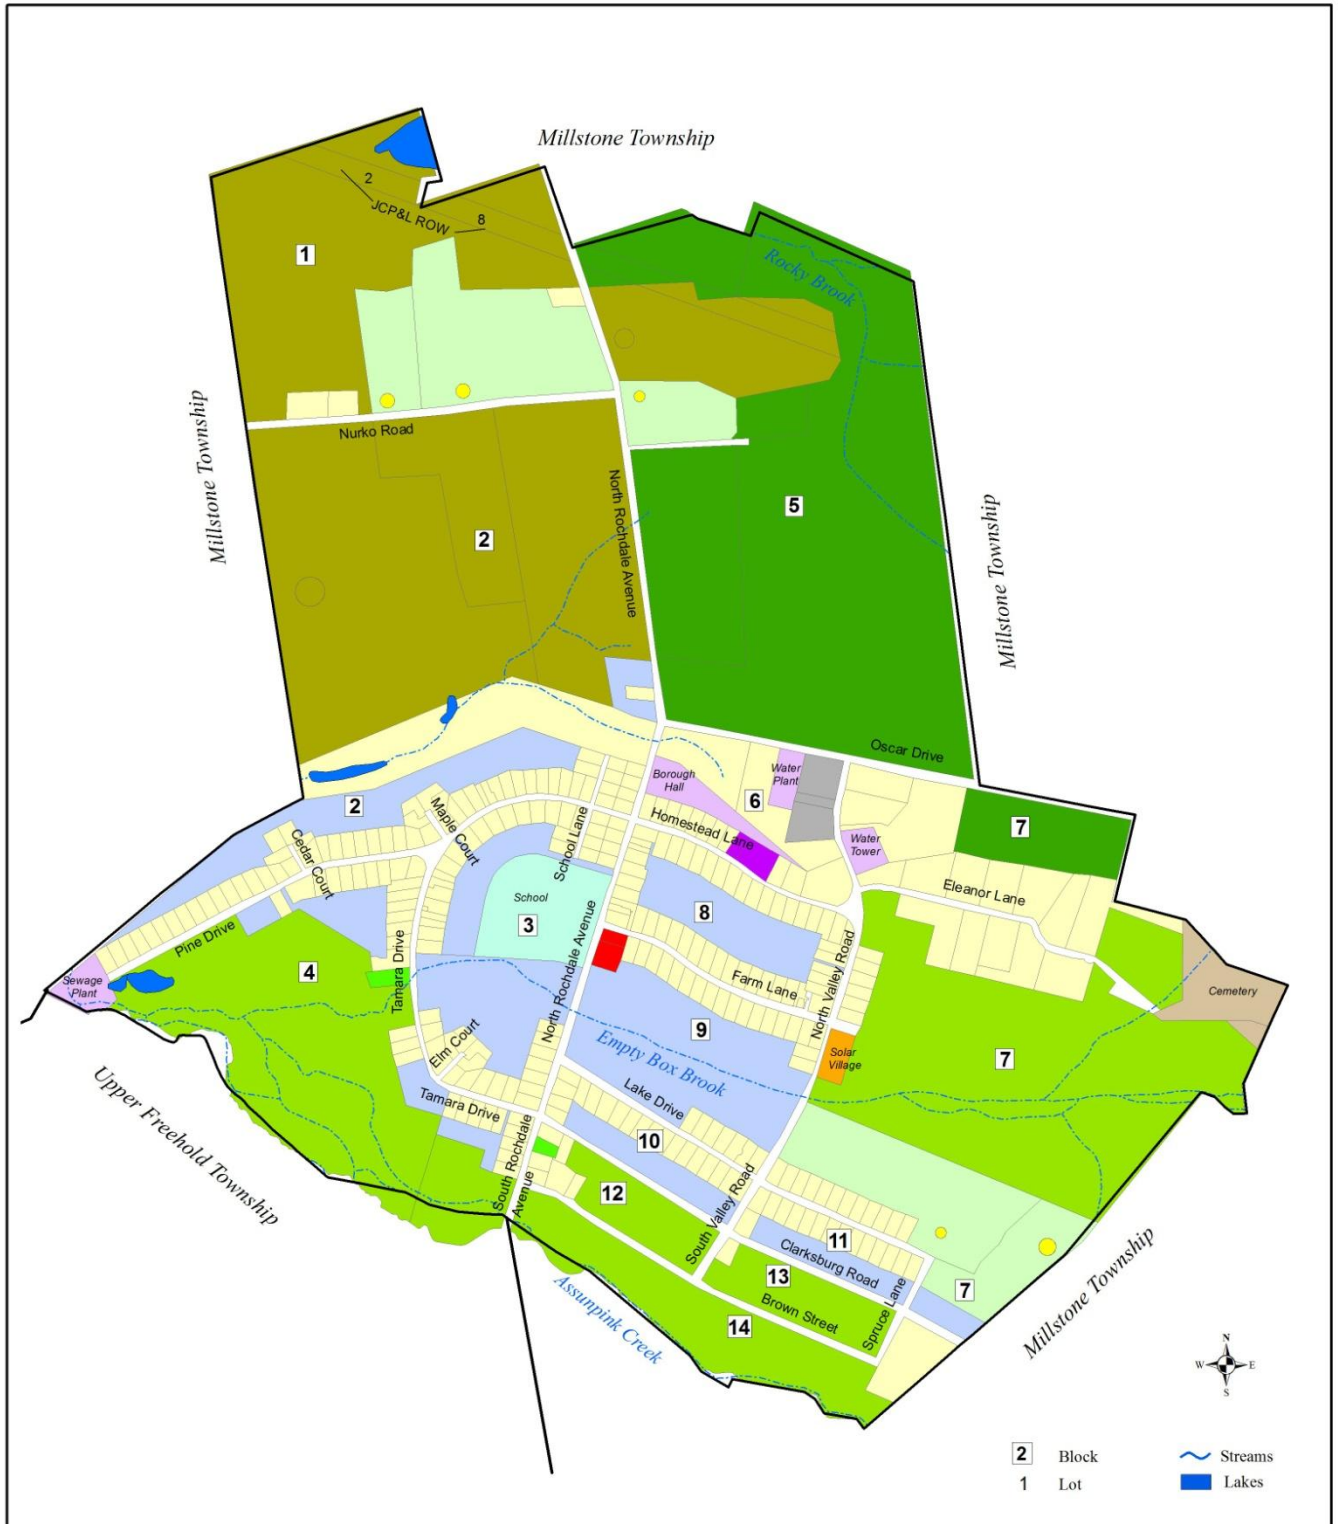 Millstone Township
2
JCP&L ROW
8
1
Rocky Brook
Millstone Township
Nurko Road
North Rochdale Avenue
2
5
Millstone Township
Oscar Drive
Borough
Hall
Water
Plant
6
2
Maple Court
School Lane
Homestead Lane
Water
Tower
7
Cedar Court
School
3
8
Eleanor Lane
Pine Drive
4
Tamara Drive
North Rochdale Avenue
Farm Lane
North Valley Road
Sewage
Plant
Cemetery
9
Elm Court
Empty Box Brook
Solar
Village
7
Upper Freehold Township
Tamara Drive
Lake Drive
10
South Rochdale
Avenue
12
South Valley Road
11
Clarksburg Road
13
7
Brown Street
Spruce Lane
14
Assunpink Creek
Millstone Township
N
W
E
S
2 Block
1 Lot
Streams
Lakes